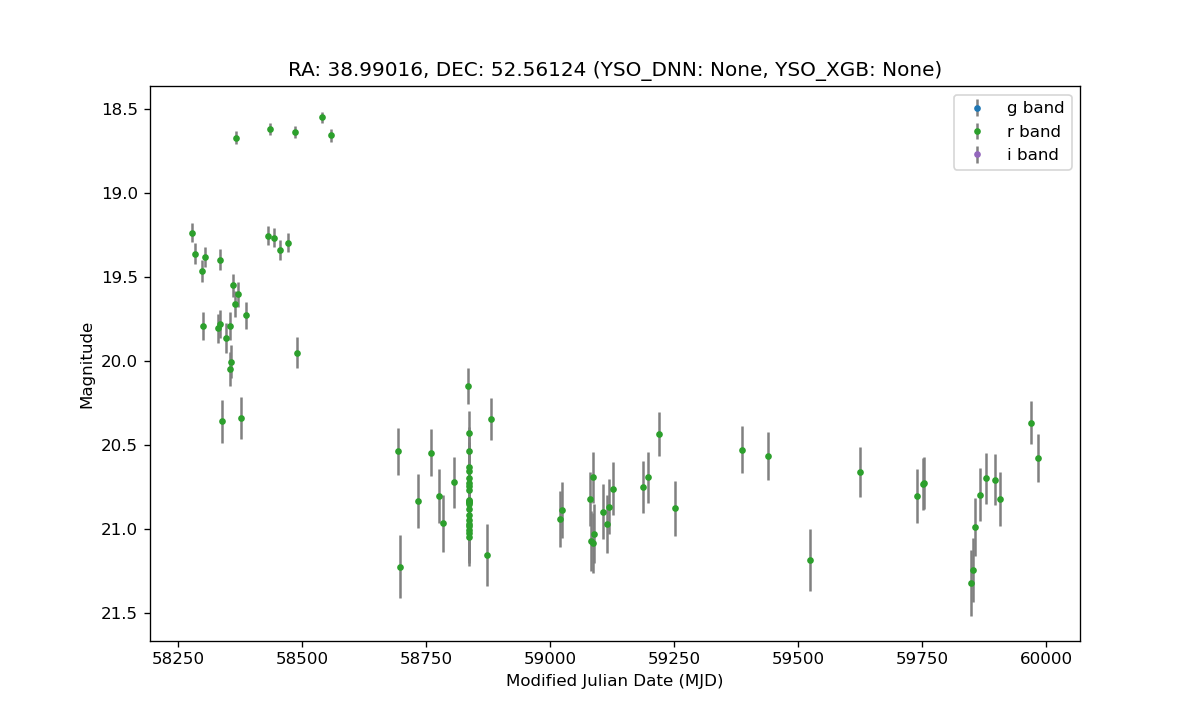 RA: 38.99016, DEC: 52.56124 (YSO_DNN: None, YSO_XGB: None)
g band
r band
i band
18.5
19.0
19.5
20.0
20.5
21.0
21.5
Magnitude
58250 58500 58750 59000 59250 59500 59750 60000
Modified Julian Date (MJD)